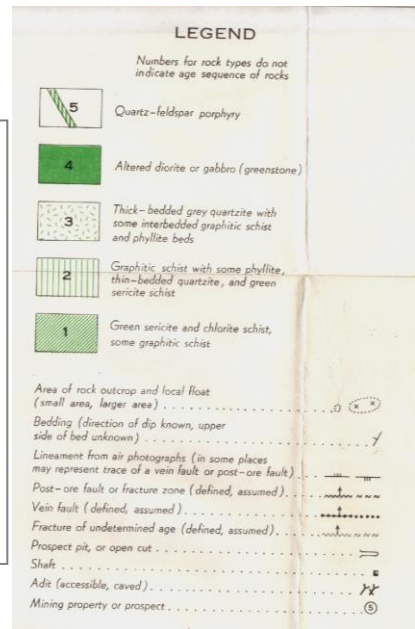 LEGEND
Numbers for rock types do not
indicate age sequence of rocks
5
Quartz-feldspar porphyry
4
Altered diorite or gabbro (greenstone)
3
Thick-bedded grey quartzite with
some interbedded graphitic schist
and phyllite beds
2
Graphitic schist with some phyllite,
thin-bedded quartzite, and green
sericite schist
1
Green sericite and chlorite schist,
some graphitic schist
Area of rock outcrop and local float
(small area, larger area)
Bedding (direction of dip known, upper
side of bed unknown)
Lineament from air photographs (in some places
may represent trace of a vein fault or post-ore fault)
Post-ore fault or fracture zone (defined, assumed)
Vein fault (defined, assumed)
Fracture of undetermined age (defined, assumed)
Prospect pit, or open cut
Shaft
Adit (accessible, caved)
Mining property or prospect 5